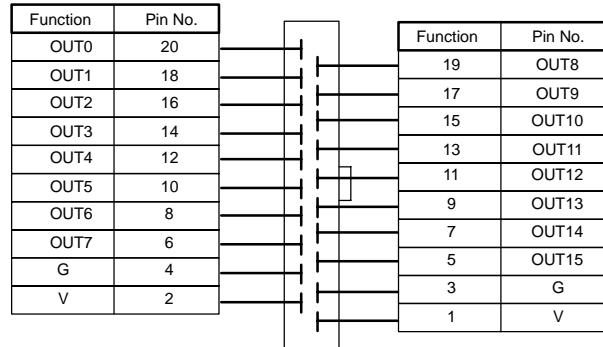 Function Pin No.
OUT0 20
OUT1 18
OUT2 16
OUT3 14
OUT4 12
OUT5 10
OUT6 8
OUT7 6
G 4
V 2
Function Pin No.
19 OUT8
17 OUT9
15 OUT10
13 OUT11
11 OUT12
9 OUT13
7 OUT14
5 OUT15
3 G
1 V